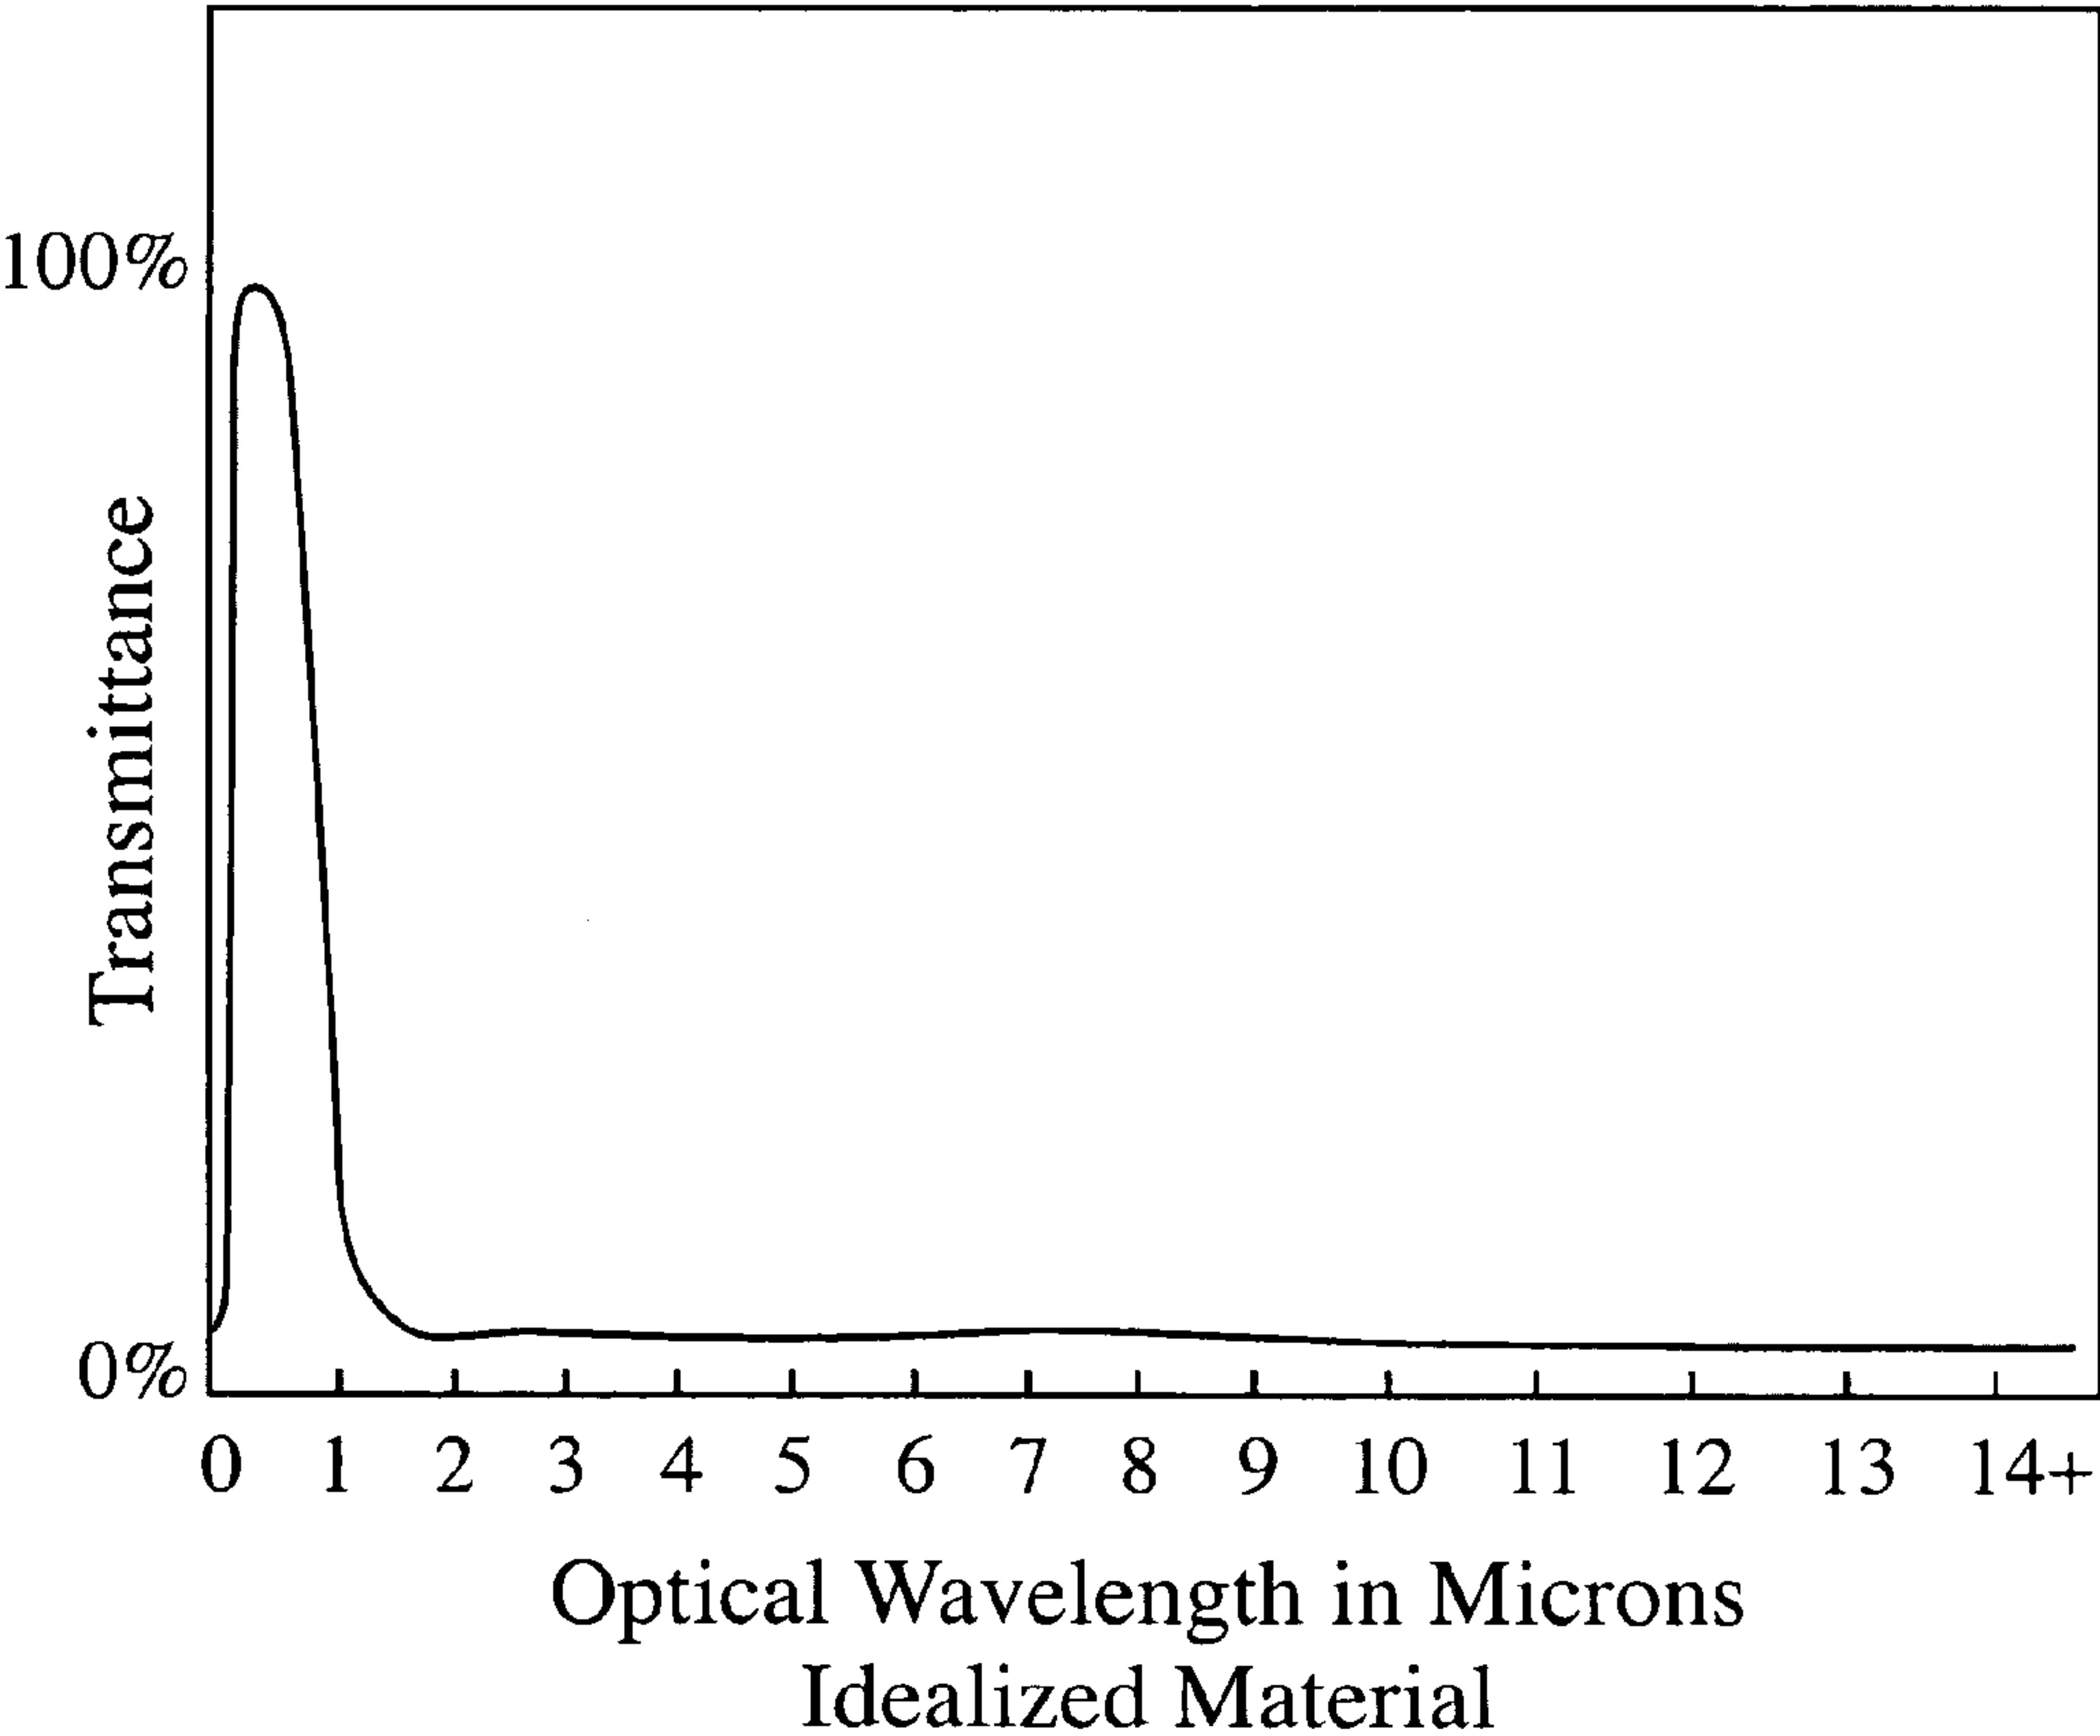 100%
Transmittance
0%
0 1 2 3 4 5 6 7 8 9 10 11 12 13 14+
Optical Wavelength in Microns
Idealized Material